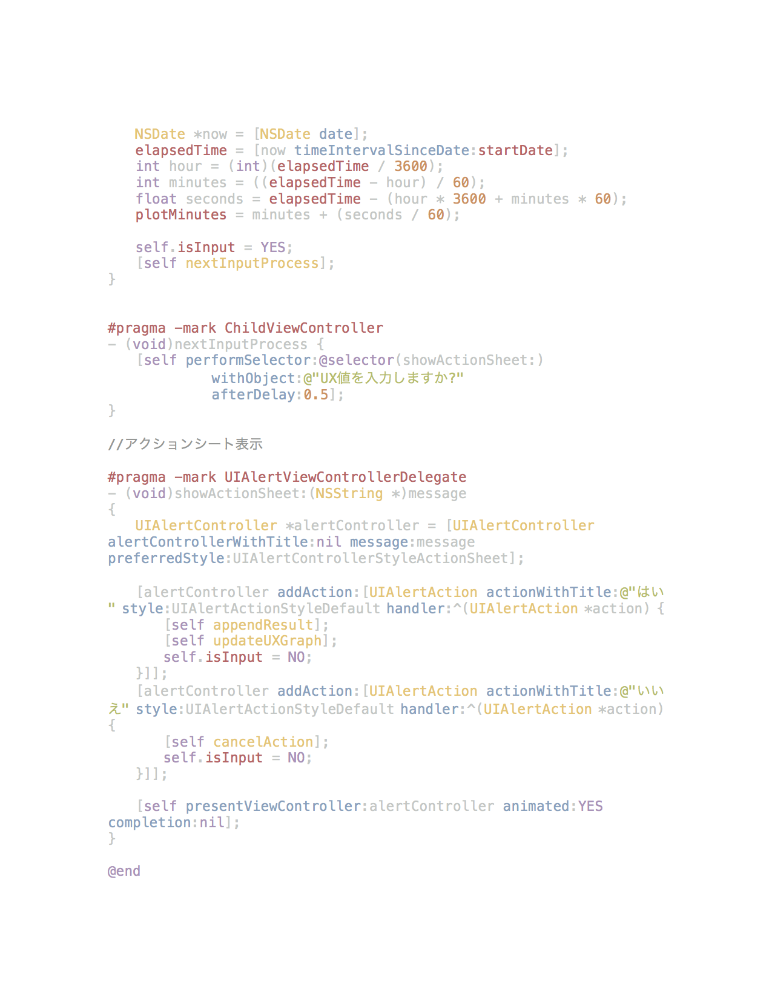 NSDate *now = [NSDate date];
elapsedTime = [now timeIntervalSinceDate:startDate];
int hour = (int)(elapsedTime / 3600);
int minutes = ((elapsedTime - hour) / 60);
float seconds = elapsedTime - (hour * 3600 + minutes * 60);
plotMinutes = minutes + (seconds / 60);
self.isInput = YES;
[self nextInputProcess];
}
#pragma -mark ChildViewController
- (void)nextInputProcess {
[self performSelector:@selector(showActionSheet:)
withObject:@"UX値を入力しますか?"
afterDelay:0.5];
}
//アクションシート表示
#pragma -mark UIAlertViewControllerDelegate
- (void)showActionSheet:(NSString *)message
{
UIAlertController *alertController = [UIAlertController
alertControllerWithTitle:nil message:message
preferredStyle:UIAlertControllerStyleActionSheet];
[alertController addAction:[UIAlertAction actionWithTitle:@"はい
" style:UIAlertActionStyleDefault handler:^(UIAlertAction *action) {
[self appendResult];
[self updateUXGraph];
self.isInput = NO;
}]];
[alertController addAction:[UIAlertAction actionWithTitle:@"いい
え" style:UIAlertActionStyleDefault handler:^(UIAlertAction *action)
{
[self cancelAction];
self.isInput = NO;
}]];
[self presentViewController:alertController animated:YES
completion:nil];
}
@end